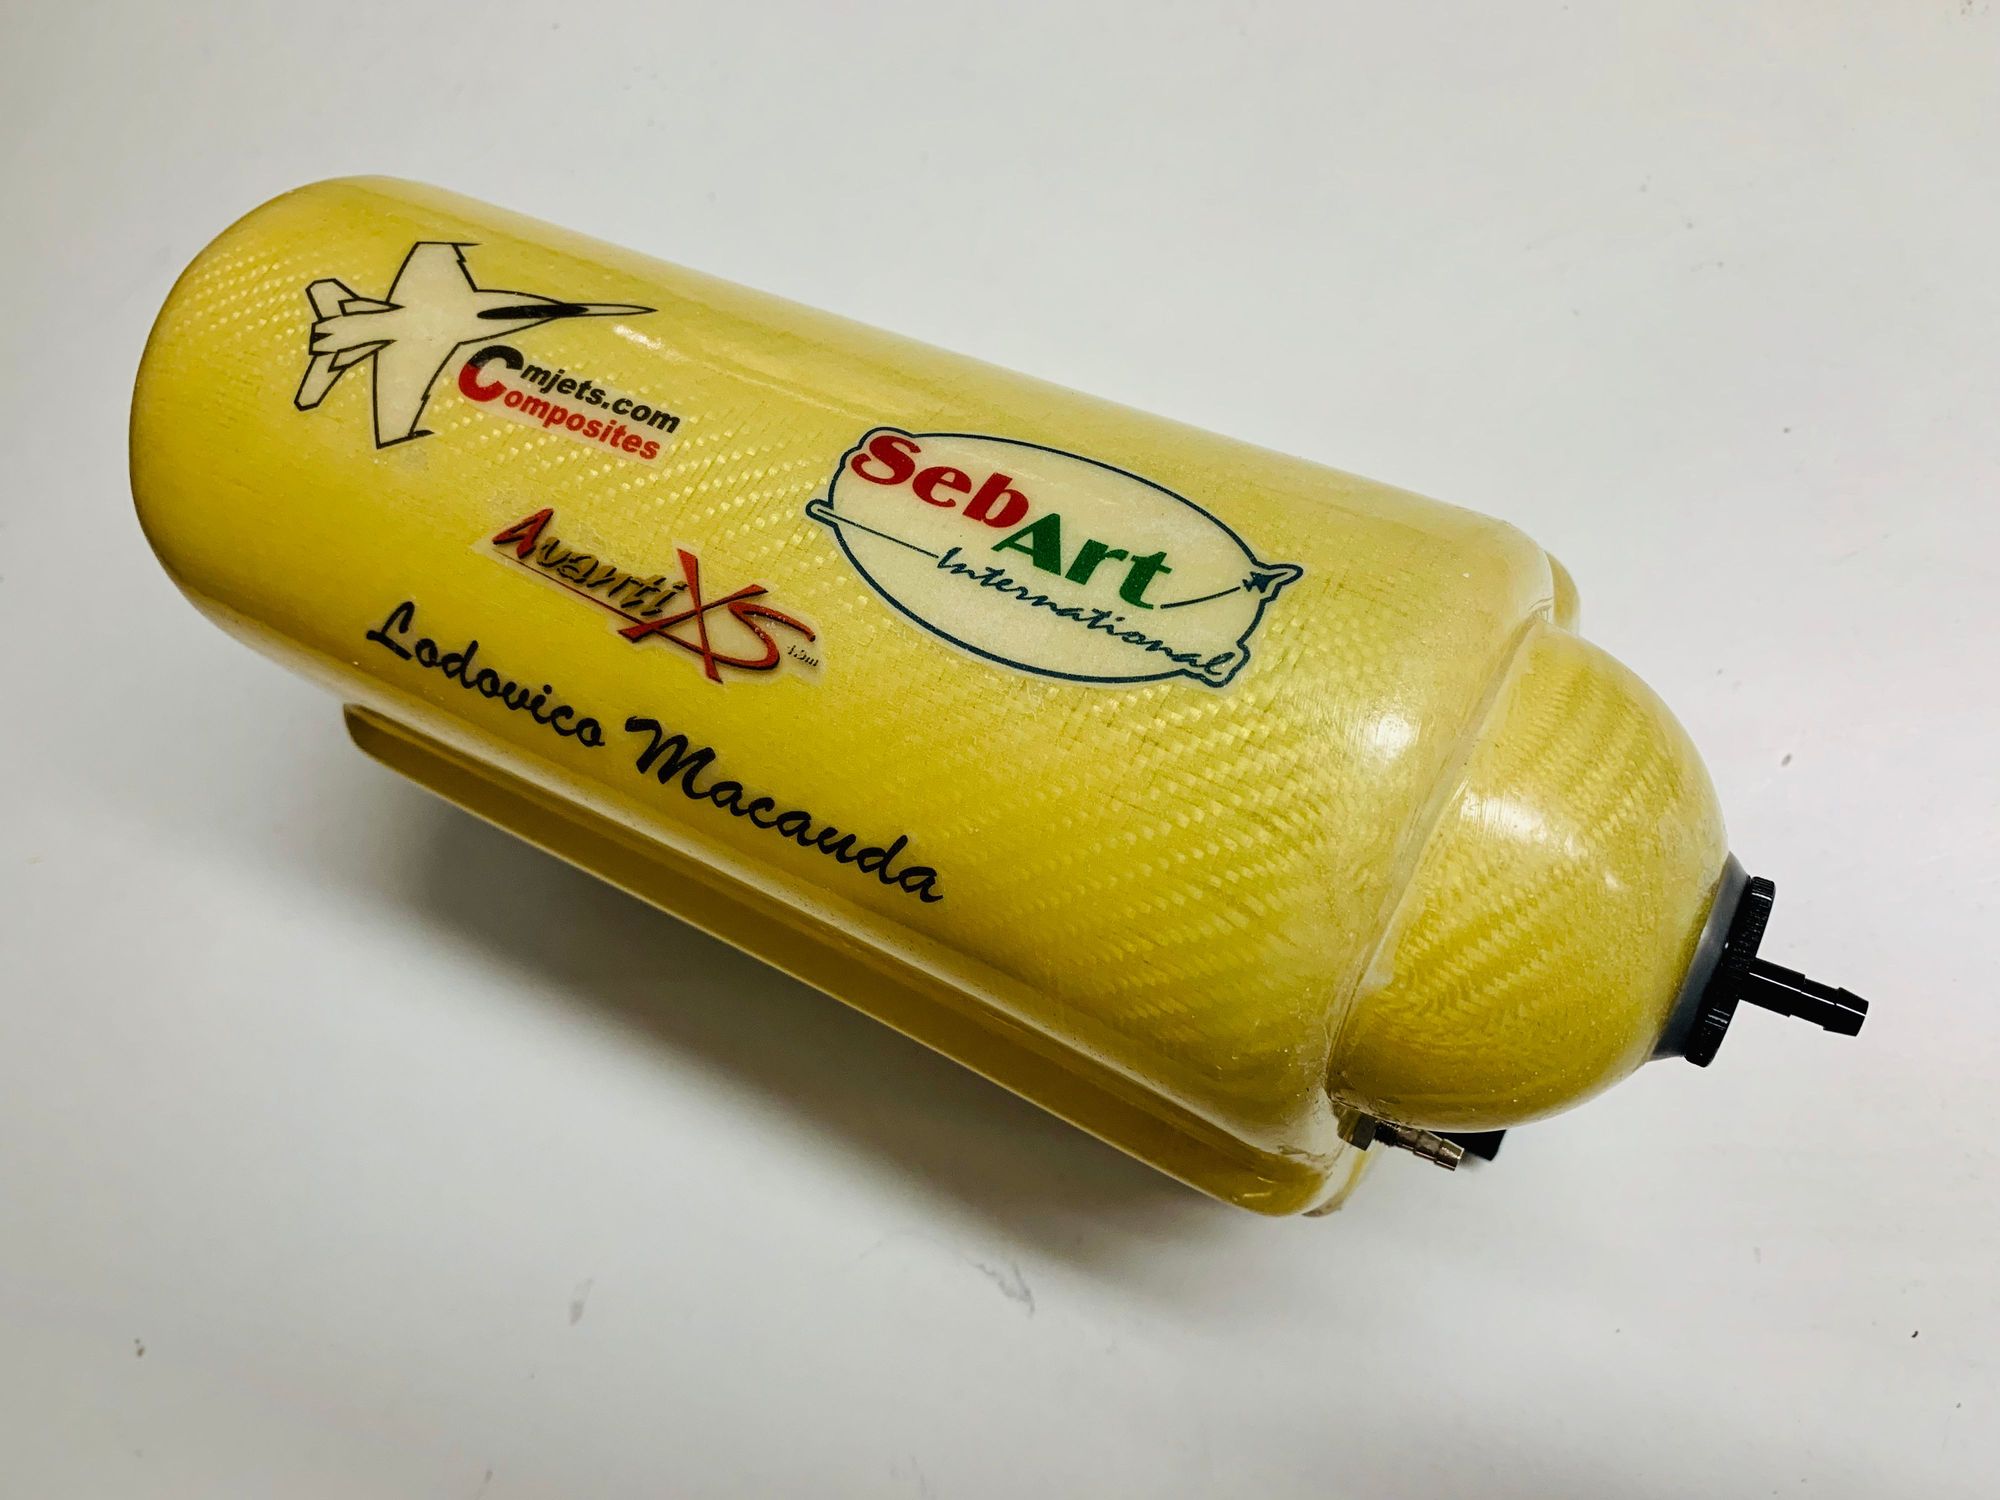 Cmjets.com
Composites
SebArt
International
AvantiXS
Lodovico Macauda